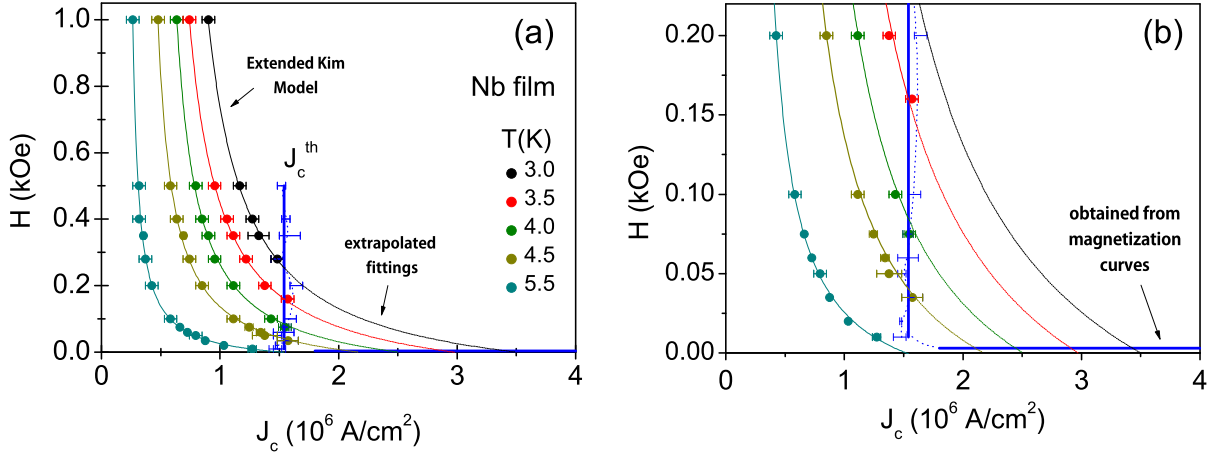 (a)
Extended Kim
Model
Nb film
T(K)
3.0
3.5
4.0
4.5
5.5
J_c^th
extrapolated
fittings
1.0
0.8
0.6
0.4
0.2
0.0
H (kOe)
0 1 2 3 4
J_c (10^6 A/cm^2)
(b)
obtained from
magnetization
curves
0.20
0.15
0.10
0.05
0.00
H (kOe)
0 1 2 3 4
J_c (10^6 A/cm^2)